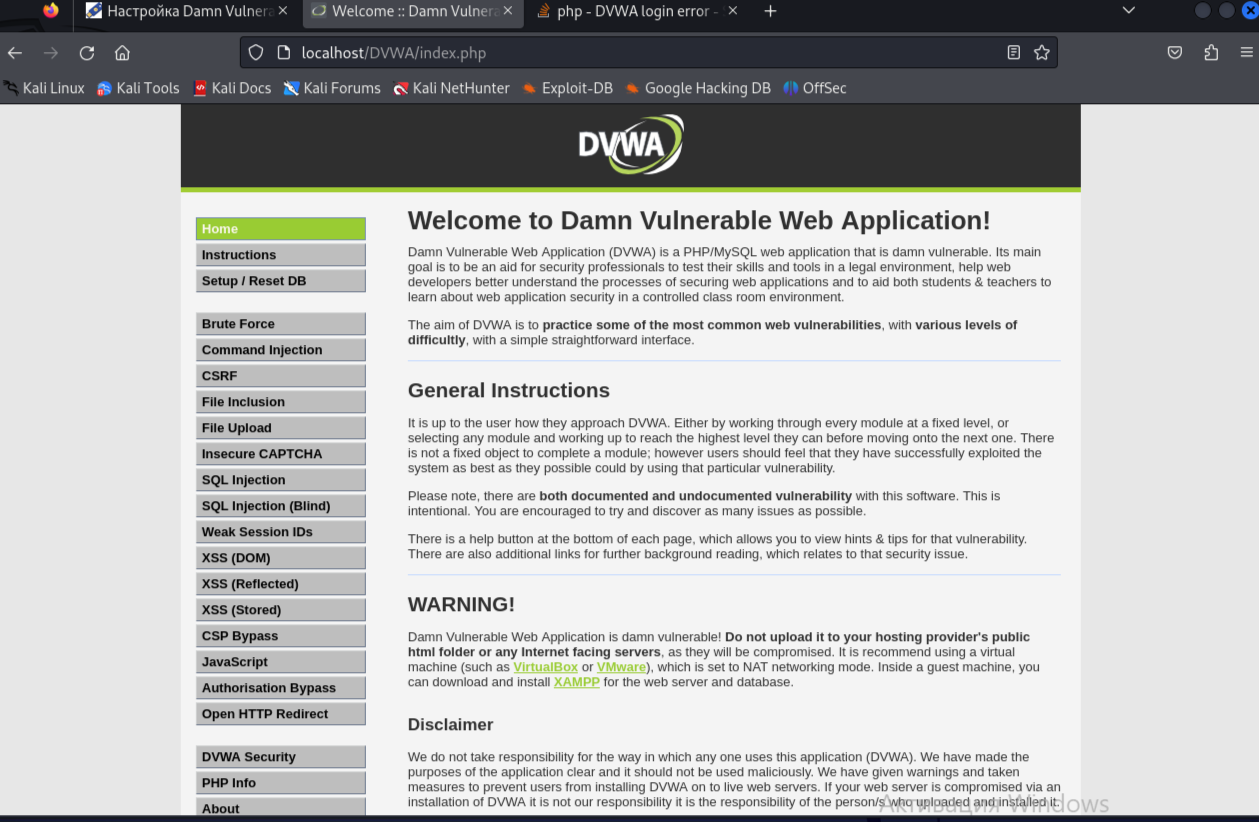 Настройка Damn Vulnera
Welcome :: Damn Vulnera
php - DVWA login error -
localhost/DVWA/index.php
Kali Linux Kali Tools Kali Docs Kali Forums Kali NetHunter Exploit-DB Google Hacking DB OffSec
DVWA
Home
Instructions
Setup / Reset DB
Brute Force
Command Injection
CSRF
File Inclusion
File Upload
Insecure CAPTCHA
SQL Injection
SQL Injection (Blind)
Weak Session IDs
XSS (DOM)
XSS (Reflected)
XSS (Stored)
CSP Bypass
JavaScript
Authorisation Bypass
Open HTTP Redirect
DVWA Security
PHP Info
About
Welcome to Damn Vulnerable Web Application!
Damn Vulnerable Web Application (DVWA) is a PHP/MySQL web application that is damn vulnerable. Its main
goal is to be an aid for security professionals to test their skills and tools in a legal environment, help web
developers better understand the processes of securing web applications and to aid both students & teachers to
learn about web application security in a controlled class room environment.
The aim of DVWA is to practice some of the most common web vulnerabilities, with various levels of
difficultly, with a simple straightforward interface.
General Instructions
It is up to the user how they approach DVWA. Either by working through every module at a fixed level, or
selecting any module and working up to reach the highest level they can before moving onto the next one. There
is not a fixed object to complete a module; however users should feel that they have successfully exploited the
system as best as they possible could by using that particular vulnerability.
Please note, there are both documented and undocumented vulnerability with this software. This is
intentional. You are encouraged to try and discover as many issues as possible.
There is a help button at the bottom of each page, which allows you to view hints & tips for that vulnerability.
There are also additional links for further background reading, which relates to that security issue.
WARNING!
Damn Vulnerable Web Application is damn vulnerable! Do not upload it to your hosting provider's public
html folder or any Internet facing servers, as they will be compromised. It is recommend using a virtual
machine (such as VirtualBox or VMware), which is set to NAT networking mode. Inside a guest machine, you
can download and install XAMPP for the web server and database.
Disclaimer
We do not take responsibility for the way in which any one uses this application (DVWA). We have made the
purposes of the application clear and it should not be used maliciously. We have given warnings and taken
measures to prevent users from installing DVWA on to live web servers. If your web server is compromised via an
installation of DVWA it is not our responsibility it is the responsibility of the person/s who uploaded and installed it.
Активация Windows